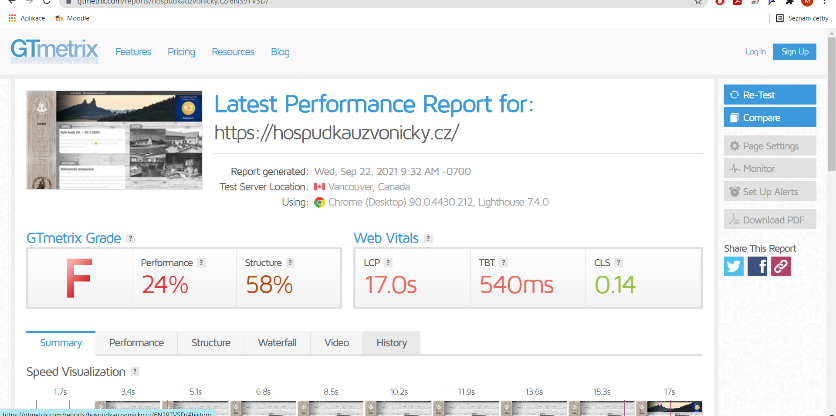 gtmetrix.com/reports/hospudkauzvonicky.cz/6N39TVSD/
Aplikace
Moodle
Seznam četby
GTmetrix
Features
Pricing
Resources
Blog
Log In
Sign Up
Latest Performance Report for:
https://hospudkauzvonicky.cz/
Report generated: Wed, Sep 22, 2021 9:32 AM -0700
Test Server Location: Vancouver, Canada
Using: Chrome (Desktop) 90.0.4430.212, Lighthouse 7.4.0
Re-Test
Compare
Page Settings
Monitor
Set Up Alerts
Download PDF
Share This Report
GTmetrix Grade ?
Web Vitals ?
F
Performance ?
24%
Structure ?
58%
LCP ?
17.0s
TBT ?
540ms
CLS ?
0.14
Summary
Performance
Structure
Waterfall
Video
History
Speed Visualization ?
1.7s
3.4s
5.1s
6.8s
8.5s
10.2s
11.9s
13.6s
15.3s
17s